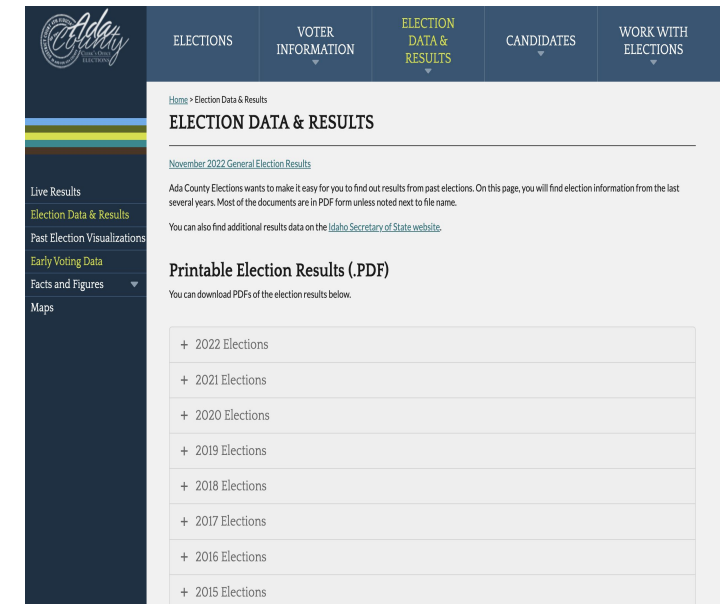 Ada
County
CLERK'S OFFICE
ELECTIONS
ELECTIONS
VOTER
INFORMATION
ELECTION
DATA &
RESULTS
CANDIDATES
WORK WITH
ELECTIONS
Home > Election Data & Results
ELECTION DATA & RESULTS
November 2022 General Election Results
Ada County Elections wants to make it easy for you to find out results from past elections. On this page, you will find election information from the last
several years. Most of the documents are in PDF form unless noted next to file name.
You can also find additional results data on the Idaho Secretary of State website.
Live Results
Election Data & Results
Past Election Visualizations
Early Voting Data
Facts and Figures
Maps
Printable Election Results (.PDF)
You can download PDFs of the election results below.
+ 2022 Elections
+ 2021 Elections
+ 2020 Elections
+ 2019 Elections
+ 2018 Elections
+ 2017 Elections
+ 2016 Elections
+ 2015 Elections